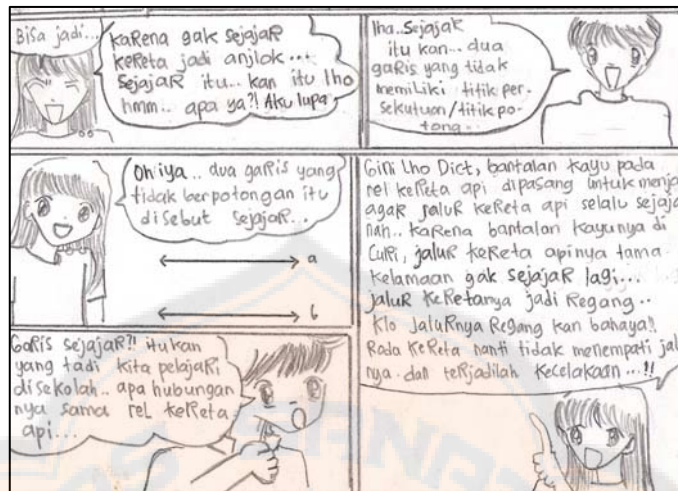 Bisa jadi...
kaRena gak sejajaR
keReta jadi anjlok...
sejajaR itu... kan itu lho
hmm.. apa ya?! Aku lupa
lha.. sejajaR
itu kan... dua
gaRis yang tidak
memiliki titik per-
sekutuan/titik po-
tong..
Oh iya.. dua gaRis yang
tidak berpotongan itu
disebut sejajaR...
a
b
GaRis sejajaR?! itu kan
yang tadi kita pelajaRi
disekolah.. apa hubungan
nya sama rel keReta
api...
Gini lho Dict, bantalan kayu pada
rel keReta api dipasang untuk menja
agaR jaluR keReta api selalu sejaja
nah.. kaRena bantalan kayunya di
cuRi, jaluR keReta apinya lama-
kelamaan gak sejajaR lagi...
jaluR keRetanya jadi Regang..
klo jaluRnya Regang kan bahaya!!
Roda keReta nanti tidak menempati jal
nya dan teRjadilah kecelakaan...!!